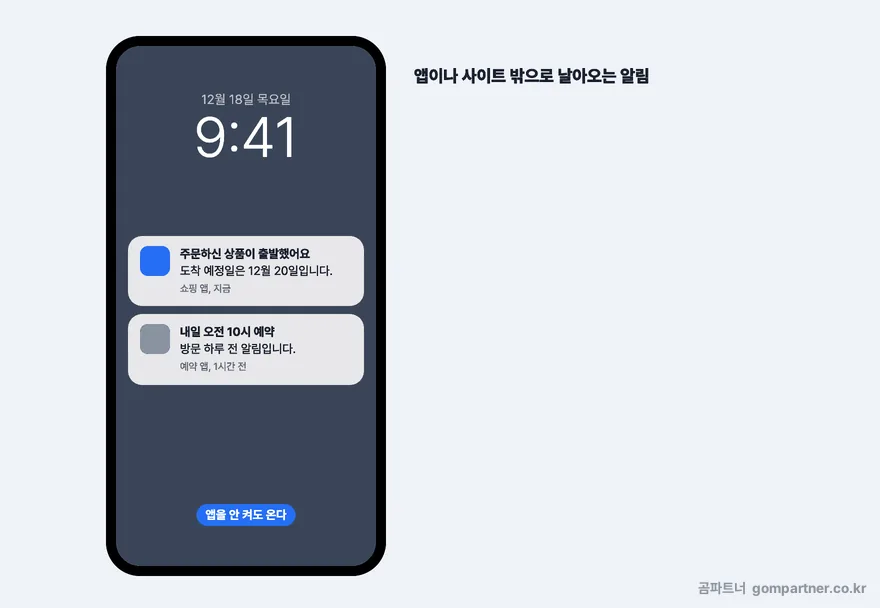 앱이나 사이트 밖으로 날아오는 알림
12월 18일 목요일
9:41
주문하신 상품이 출발했어요
도착 예정일은 12월 20일입니다.
쇼핑 앱, 지금
내일 오전 10시 예약
방문 하루 전 알림입니다.
예약 앱, 1시간 전
앱을 안 켜도 온다
곰파트너 gompartner.co.kr